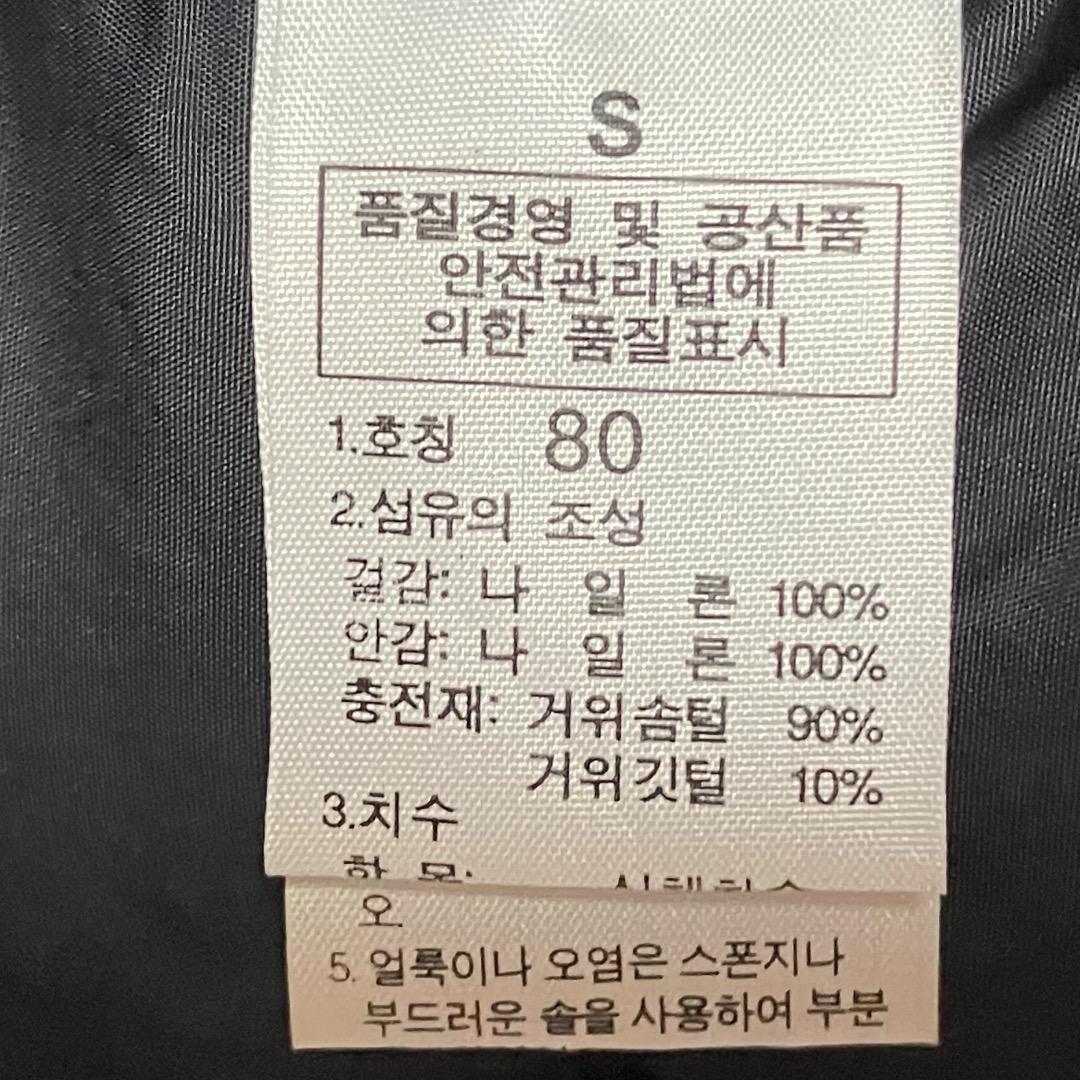 S
품질경영 및 공산품
안전관리법에
의한 품질표시
1.호칭 80
2.섬유의 조성
겉감: 나 일 론 100%
안감: 나 일 론 100%
충전재: 거위솜털 90%
거위깃털 10%
3.치수
항 목:
오
5. 얼룩이나 오염은 스폰지나
부드러운 솔을 사용하여 부분